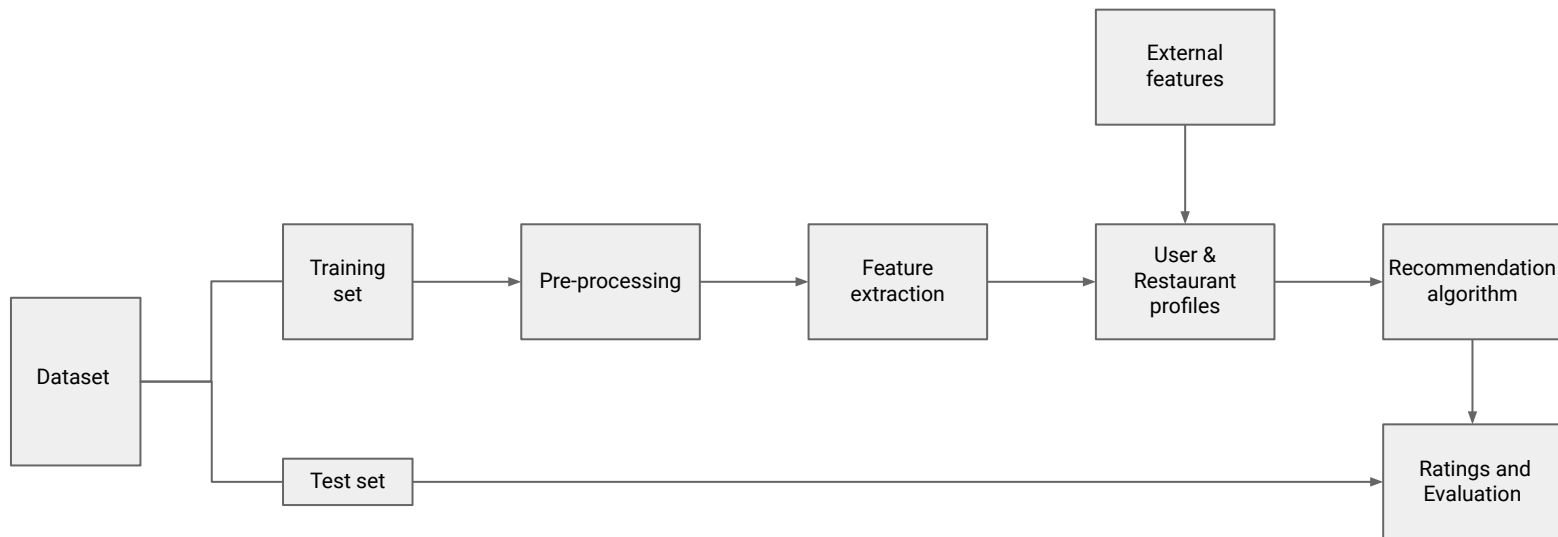 External
features
Training
set
Pre-processing
Feature
extraction
User &
Restaurant
profiles
Recommendation
algorithm
Dataset
Test set
Ratings and
Evaluation